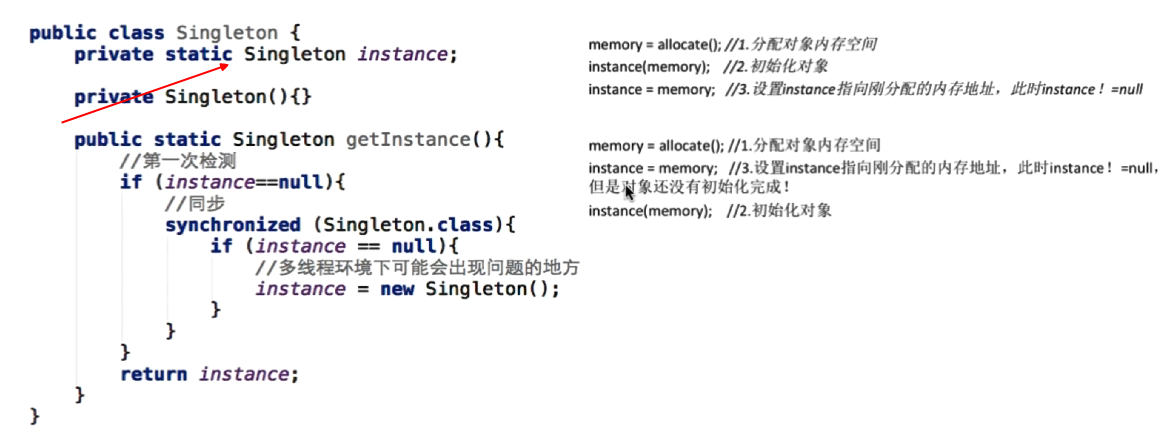 public class Singleton {
private static Singleton instance;
private Singleton(){}
public static Singleton getInstance(){
//第一次检测
if (instance==null){
//同步
synchronized (Singleton.class){
if (instance == null){
//多线程环境下可能会出现问题的地方
instance = new Singleton();
}
}
}
return instance;
}
}
memory = allocate(); //1.分配对象内存空间
instance(memory); //2.初始化对象
instance = memory; //3.设置instance指向刚分配的内存地址，此时instance！=null
memory = allocate(); //1.分配对象内存空间
instance = memory; //3.设置instance指向刚分配的内存地址，此时instance！=null，
但是对象还没有初始化完成！
instance(memory); //2.初始化对象